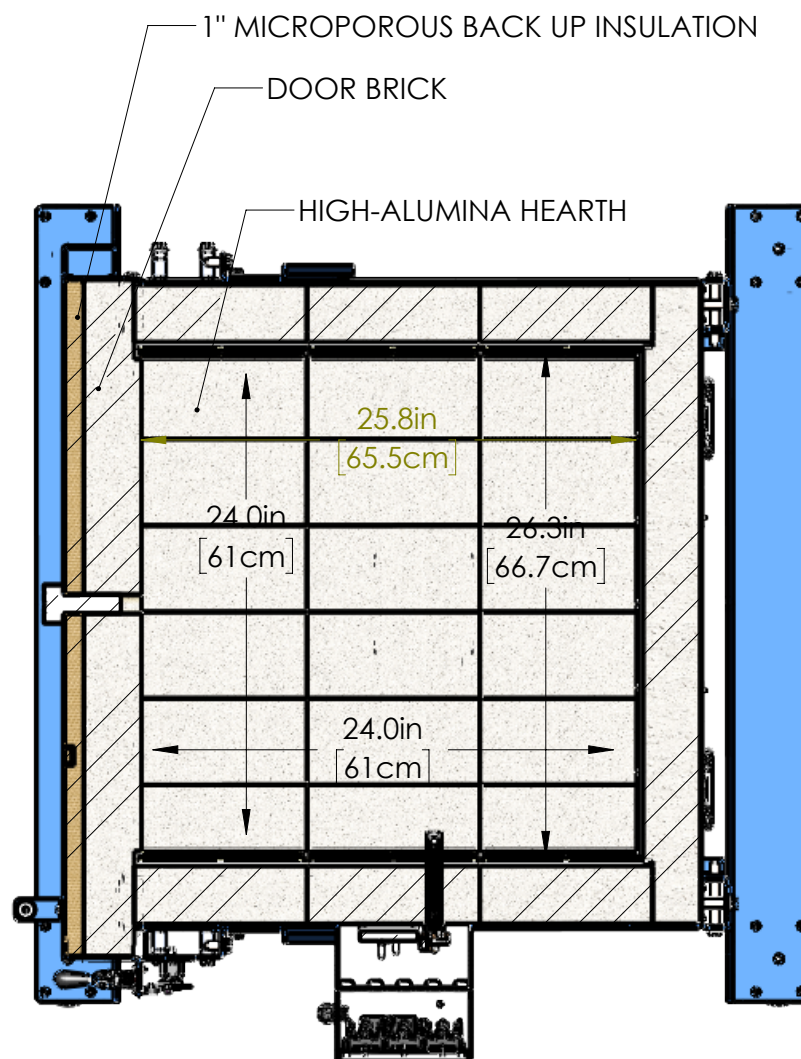 1" MICROPOROUS BACK UP INSULATION
DOOR BRICK
HIGH-ALUMINA HEARTH
25.8in
[65.5cm]
24.0in
[61cm]
26.3in
[66.7cm]
24.0in
[61cm]